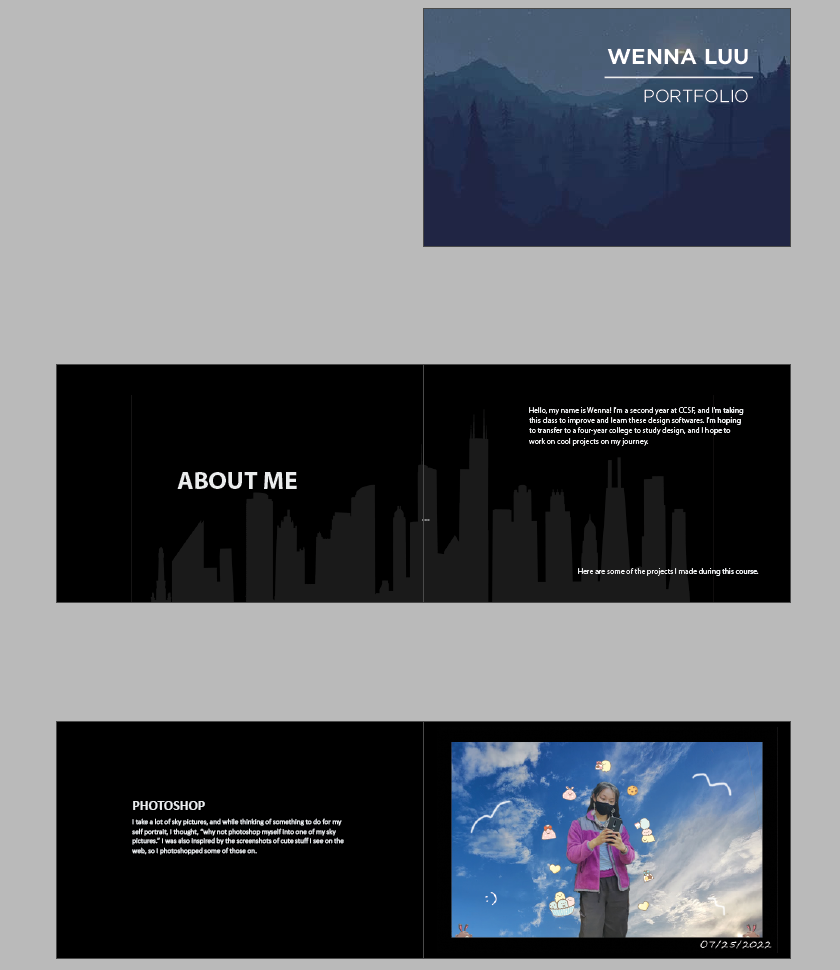 WENNA LUU
PORTFOLIO
ABOUT ME
Hello, my name is Wenna! I'm a second year at CCSF, and I'm taking
this class to improve and learn these design softwares. I'm hoping
to transfer to a four-year college to study design, and I hope to
work on cool projects on my journey.
Here are some of the projects I made during this course.
PHOTOSHOP
I take a lot of sky pictures, and while thinking of something to do for my
self portrait, I thought, "why not photoshop myself into one of my sky
pictures." I was also inspired by the screenshots of cute stuff I see on the
web, so I photoshopped some of those on.
:)
07/25/2022